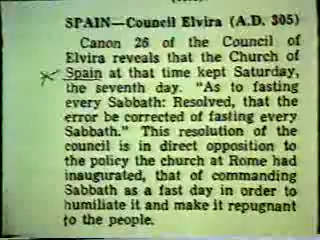 SPAIN—Council Elvira (A.D. 305)
Canon 26 of the Council of
Elvira reveals that the Church of
Spain at that time kept Saturday,
the seventh day. "As to fasting
every Sabbath: Resolved, that the
error be corrected of fasting every
Sabbath." This resolution of the
council is in direct opposition to
the policy the church at Rome had
inaugurated, that of commanding
Sabbath as a fast day in order to
humiliate it and make it repugnant
to the people.